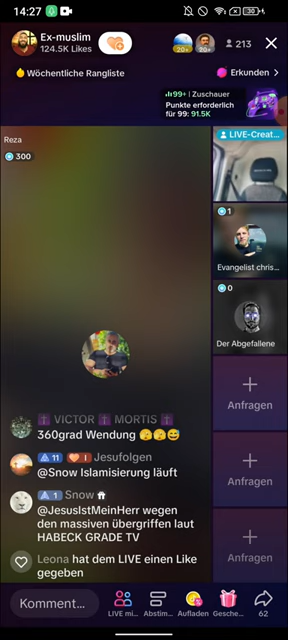 14:27
30
Ex-muslim
124.5K Likes
20+
20+
213
Wöchentliche Rangliste
Erkunden >
99+ | Zuschauer
Punkte erforderlich
für 99: 91.5K
Reza
300
LIVE-Creat...
1
Evangelist chris...
0
Der Abgefallene
Anfragen
Anfragen
Anfragen
VICTOR MORTIS
360grad Wendung 🫣🫣😅
11 I Jesufolgen
@Snow Islamisierung läuft
1 Snow
@JesusIstMeinHerr wegen
den massiven übergriffen laut
HABECK GRADE TV
Leona hat dem LIVE einen Like
gegeben
Komment...
LIVE mi...
Abstim...
Aufladen
Gesche...
62